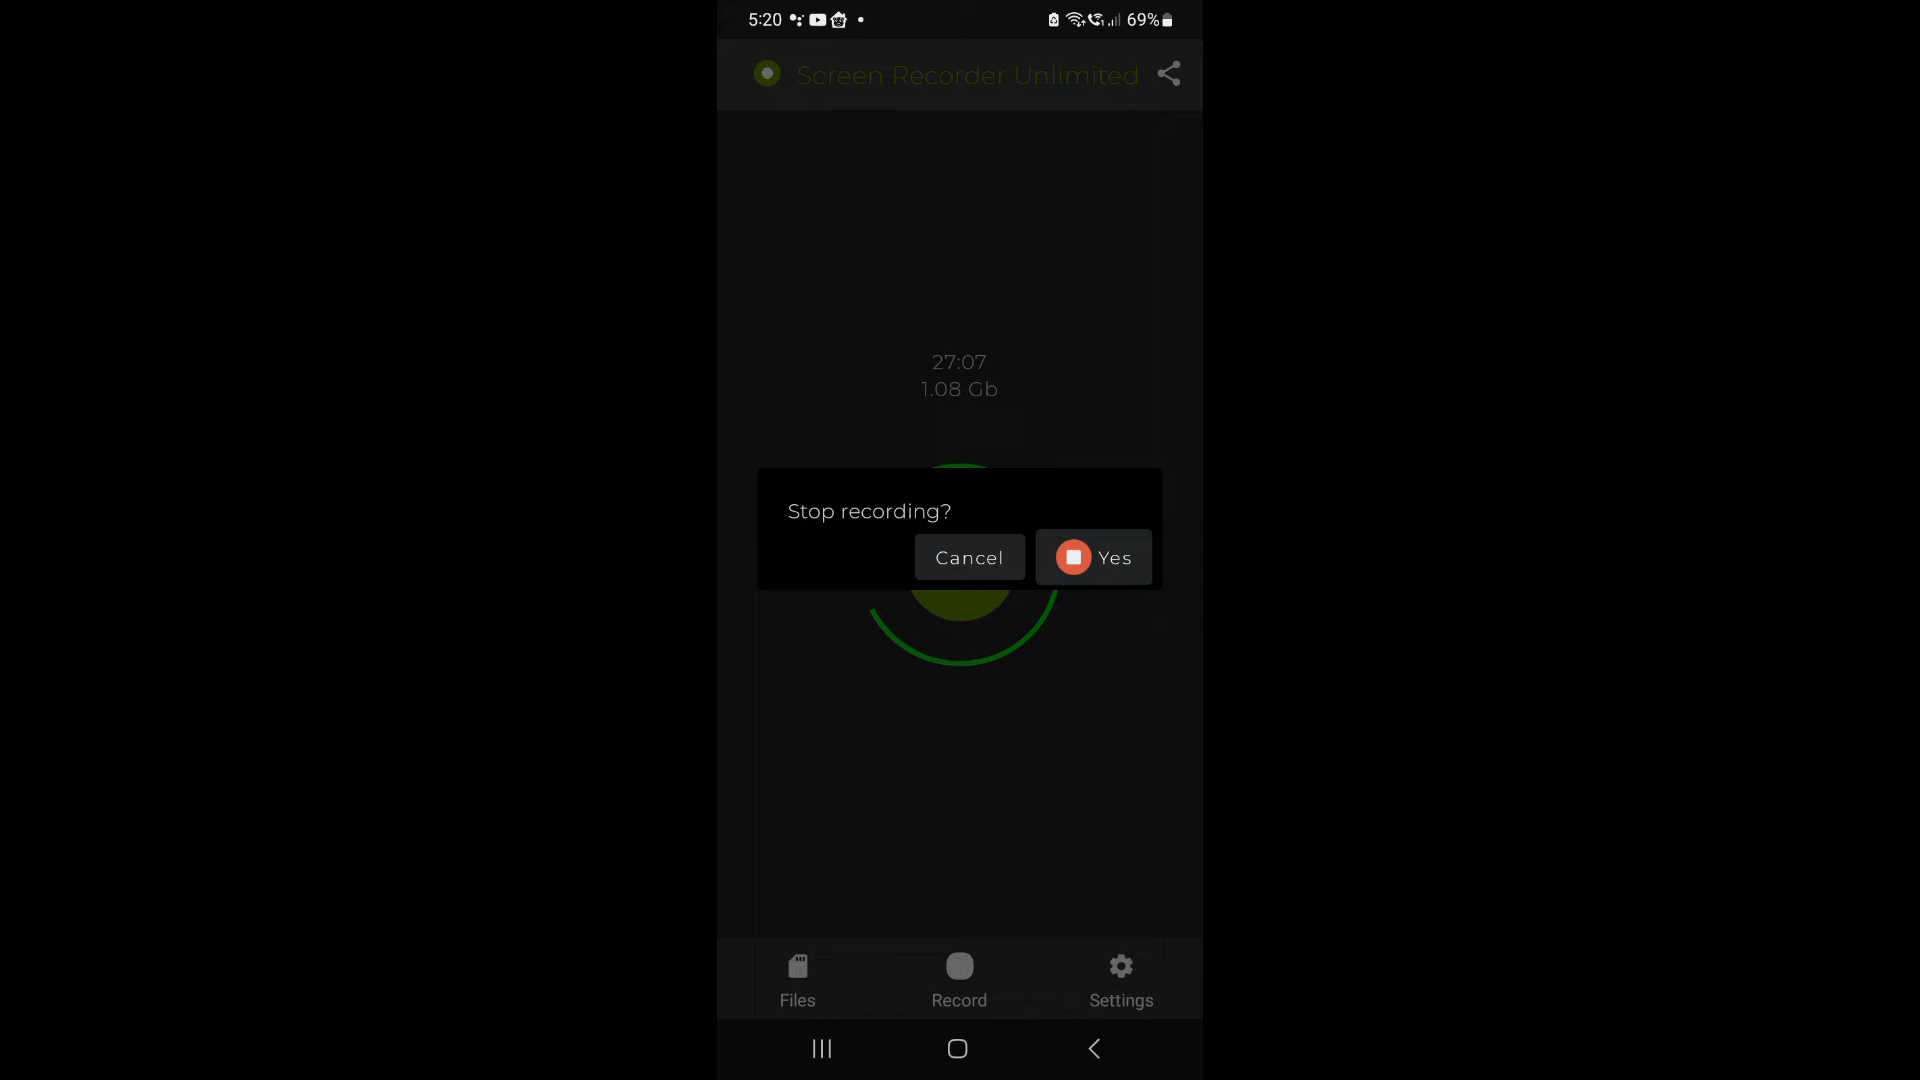 5:20
69%
Screen Recorder Unlimited
27:07
1.08 Gb
Stop recording?
Cancel
Yes
Files
Record
Settings